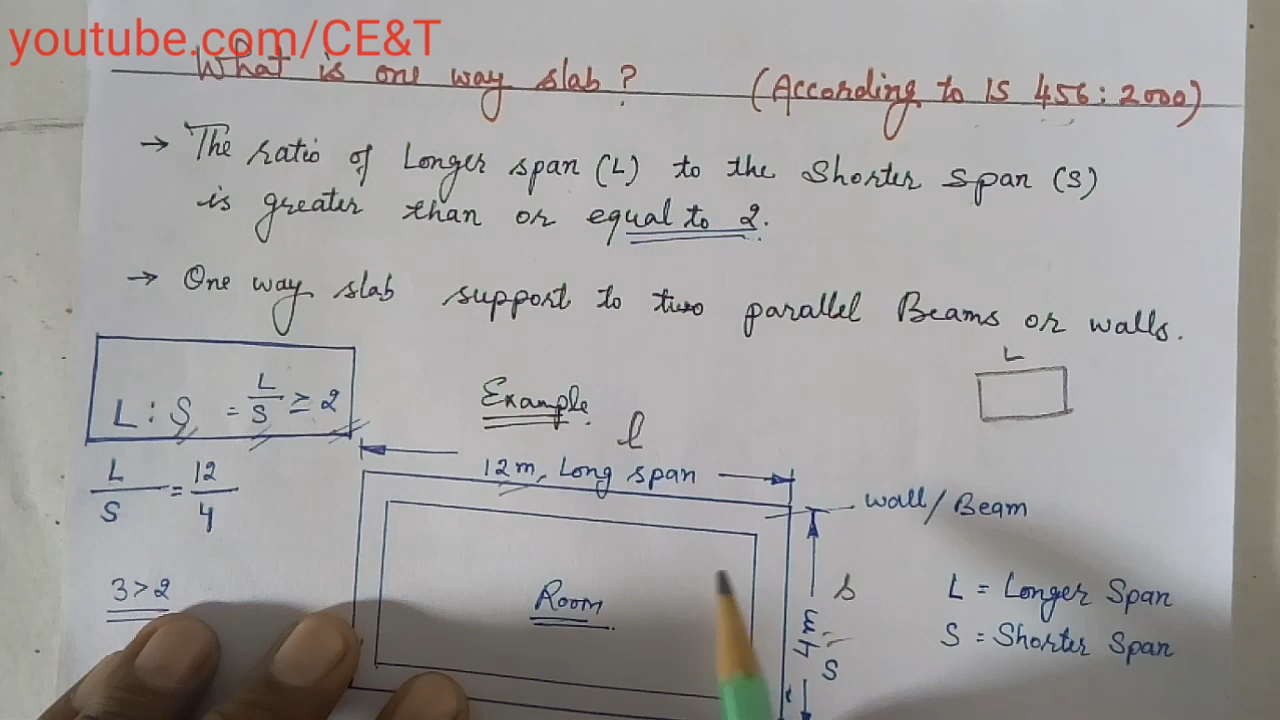 youtube.com/CE&T
What is one way slab? (According to IS 456:2000)
→ The ratio of Longer span (L) to the Shorter span (S)
is greater than or equal to 2.
→ One way slab support to two parallel Beams or walls.
L
L : S = L/S ≥ 2
Example
l
L/S = 12/4
12m, Long span
wall/Beam
3>2
Room
s
4m
S
L = Longer Span
S = Shorter Span